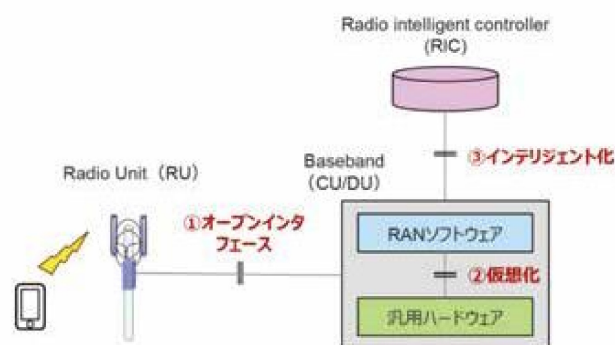 Radio intelligent controller
(RIC)
③インテリジェント化
Radio Unit（RU）
Baseband
（CU/DU）
①オープンインタ
フェース
RANソフトウェア
②仮想化
汎用ハードウェア